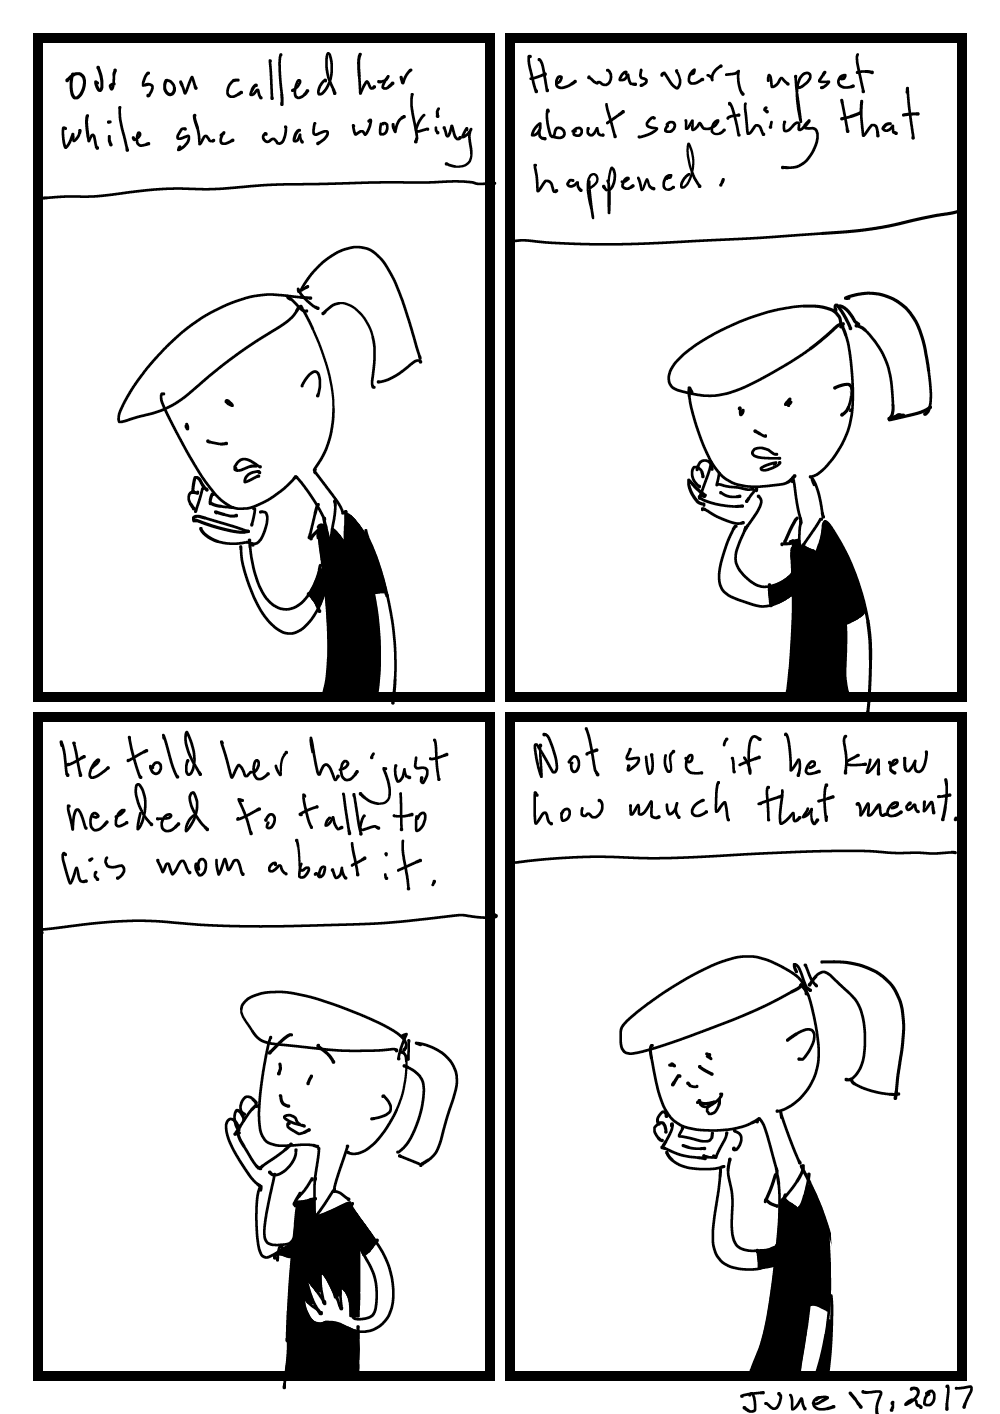 Our son called her
while she was working
He was very upset
about something that
happened.
He told her he just
needed to talk to
his mom about it.
Not sure if he knew
how much that meant.
June 17, 2017